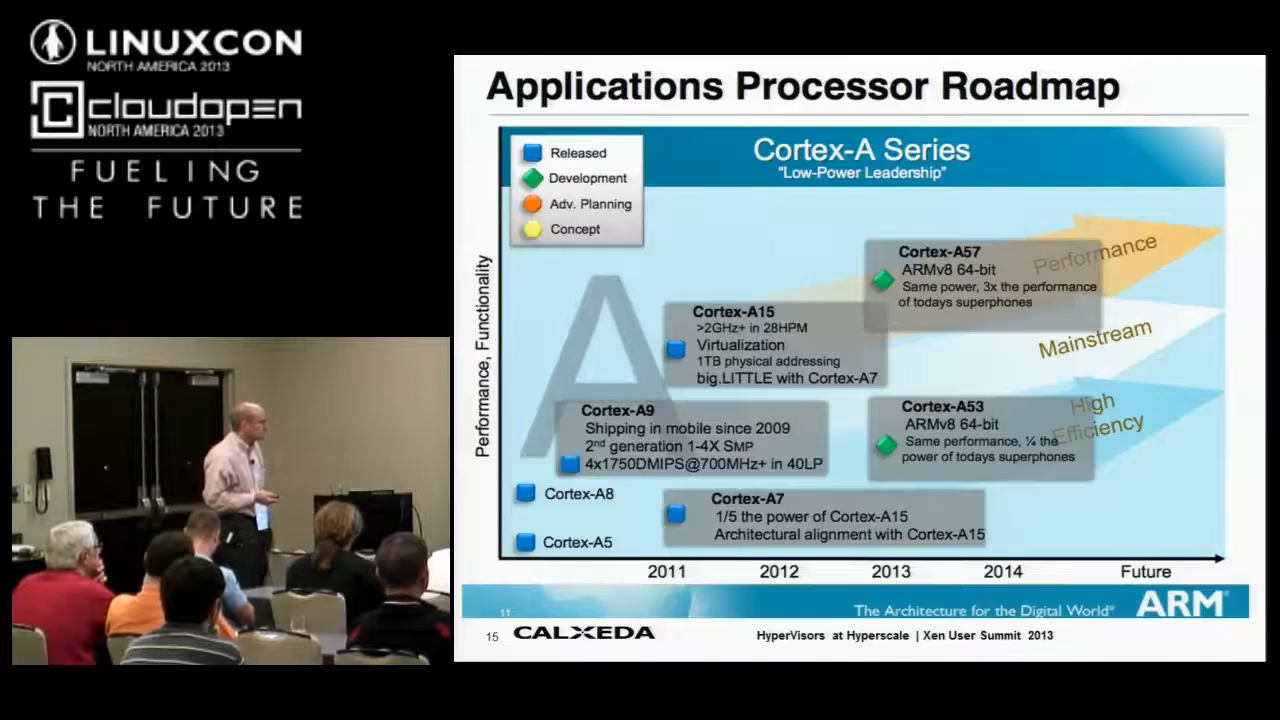 LINUXCON
NORTH AMERICA 2013
cloudopen
NORTH AMERICA 2013
FUELING
THE FUTURE
Applications Processor Roadmap
Cortex-A Series
"Low-Power Leadership"
Released
Development
Adv. Planning
Concept
Performance, Functionality
A
Performance
Mainstream
High
Efficiency
Cortex-A57
ARMv8 64-bit
Same power, 3x the performance
of todays superphones
Cortex-A15
>2GHz+ in 28HPM
Virtualization
1TB physical addressing
big.LITTLE with Cortex-A7
Cortex-A9
Shipping in mobile since 2009
2nd generation 1-4X SMP
4x1750DMIPS@700MHz+ in 40LP
Cortex-A53
ARMv8 64-bit
Same performance, ¼ the
power of todays superphones
Cortex-A8
Cortex-A7
1/5 the power of Cortex-A15
Architectural alignment with Cortex-A15
Cortex-A5
2011 2012 2013 2014 Future
11
The Architecture for the Digital World® ARM®
15 CALXEDA HyperVisors at Hyperscale | Xen User Summit 2013